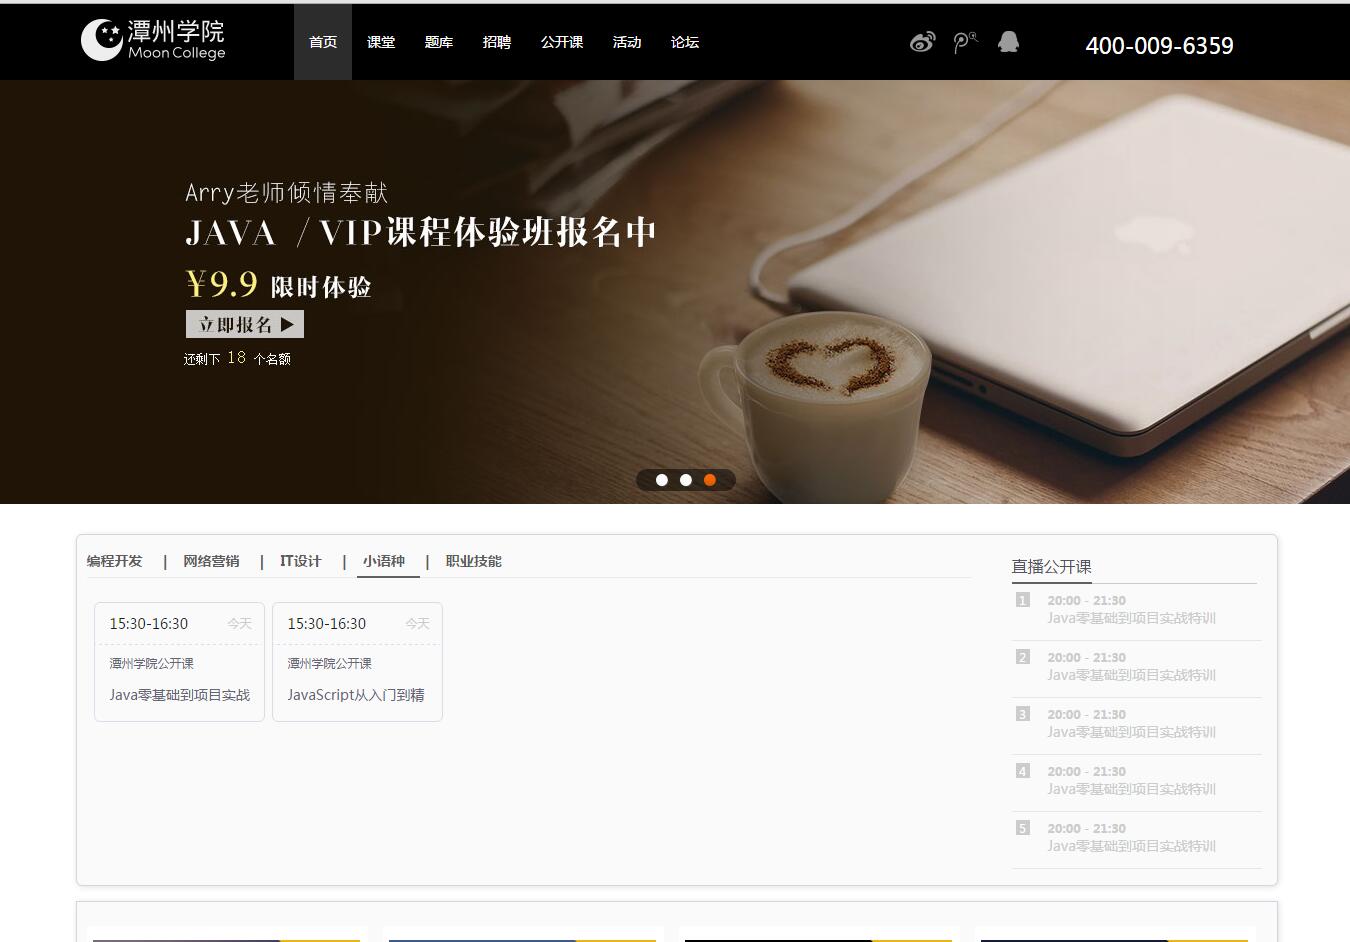 潭州学院
Moon College
首页 课堂 题库 招聘 公开课 活动 论坛
400-009-6359
Arry老师倾情奉献
JAVA / VIP课程体验班报名中
¥9.9 限时体验
立即报名 ▶
还剩下 18 个名额
编程开发 | 网络营销 | IT设计 | 小语种 | 职业技能
15:30-16:30 今天
潭州学院公开课
Java零基础到项目实战
15:30-16:30 今天
潭州学院公开课
JavaScript从入门到精
直播公开课
1 20:00 - 21:30
Java零基础到项目实战特训
2 20:00 - 21:30
Java零基础到项目实战特训
3 20:00 - 21:30
Java零基础到项目实战特训
4 20:00 - 21:30
Java零基础到项目实战特训
5 20:00 - 21:30
Java零基础到项目实战特训